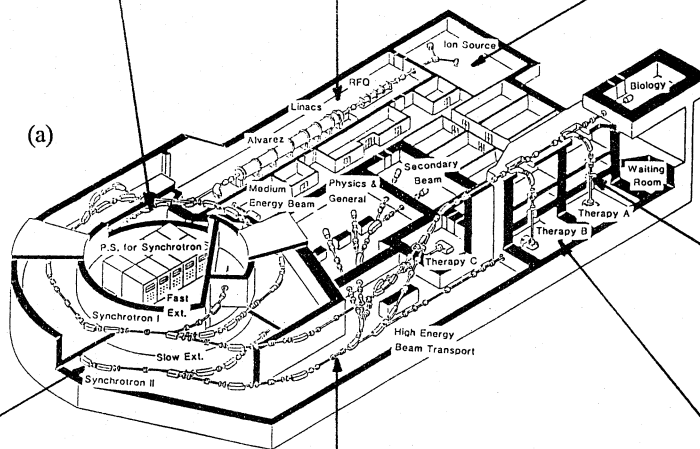 Ion Source
RFQ
Linacs
Biology
(a)
Alvarez
Secondary
Beam
Waiting
Room
Medium
Energy Beam
Physics &
General
Therapy A
Therapy B
P.S. for Synchrotron
Therapy C
Fast
Ext.
Synchrotron I
High Energy
Beam Transport
Slow Ext.
Synchrotron II